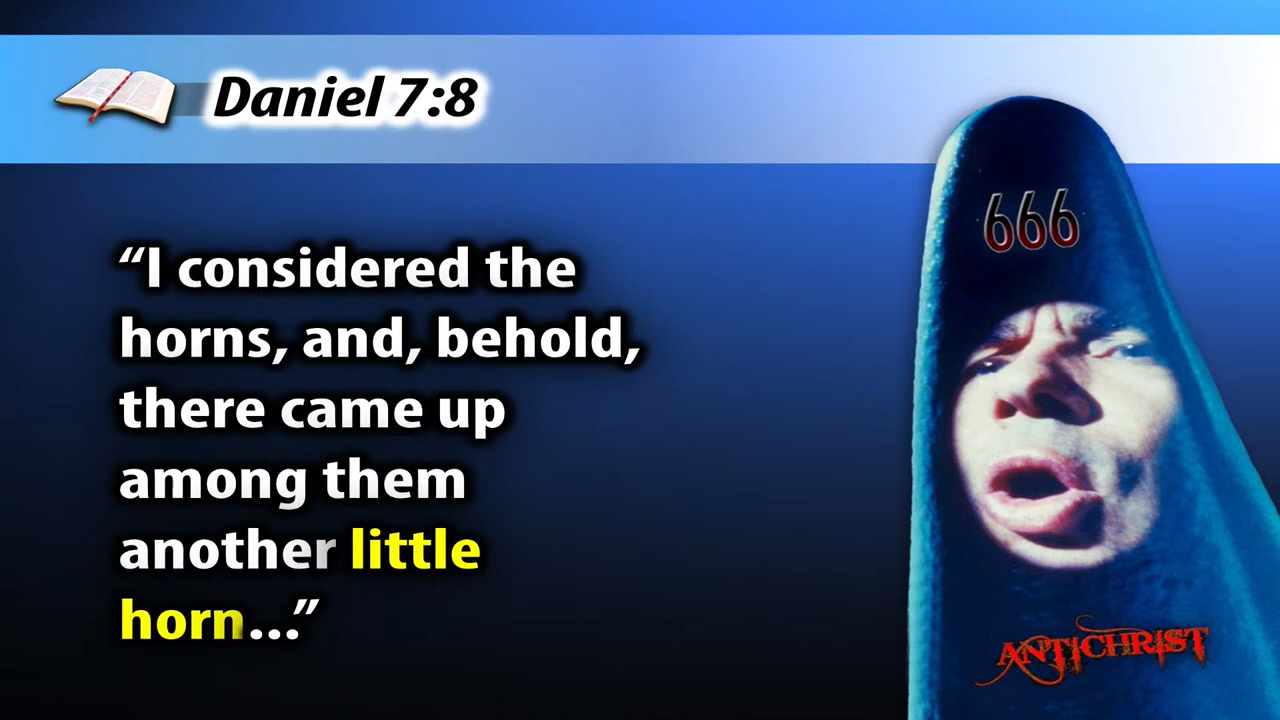 Daniel 7:8
“I considered the
horns, and, behold,
there came up
among them
another little
horn...”
666
ANTICHRIST